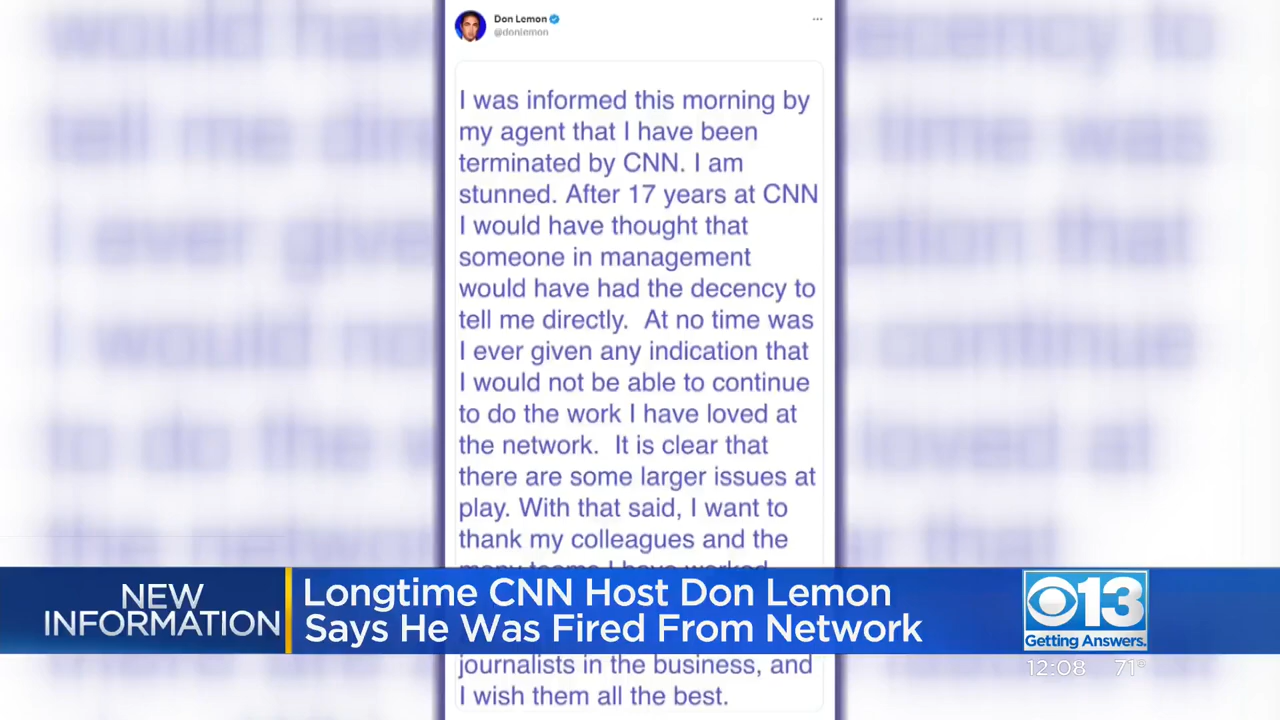 Don Lemon
@donlemon
I was informed this morning by
my agent that I have been
terminated by CNN. I am
stunned. After 17 years at CNN
I would have thought that
someone in management
would have had the decency to
tell me directly.  At no time was
I ever given any indication that
I would not be able to continue
to do the work I have loved at
the network.  It is clear that
there are some larger issues at
play. With that said, I want to
thank my colleagues and the
many teams I have worked
journalists in the business, and
I wish them all the best.
NEW
INFORMATION
Longtime CNN Host Don Lemon
Says He Was Fired From Network
13
Getting Answers.
12:08 71°